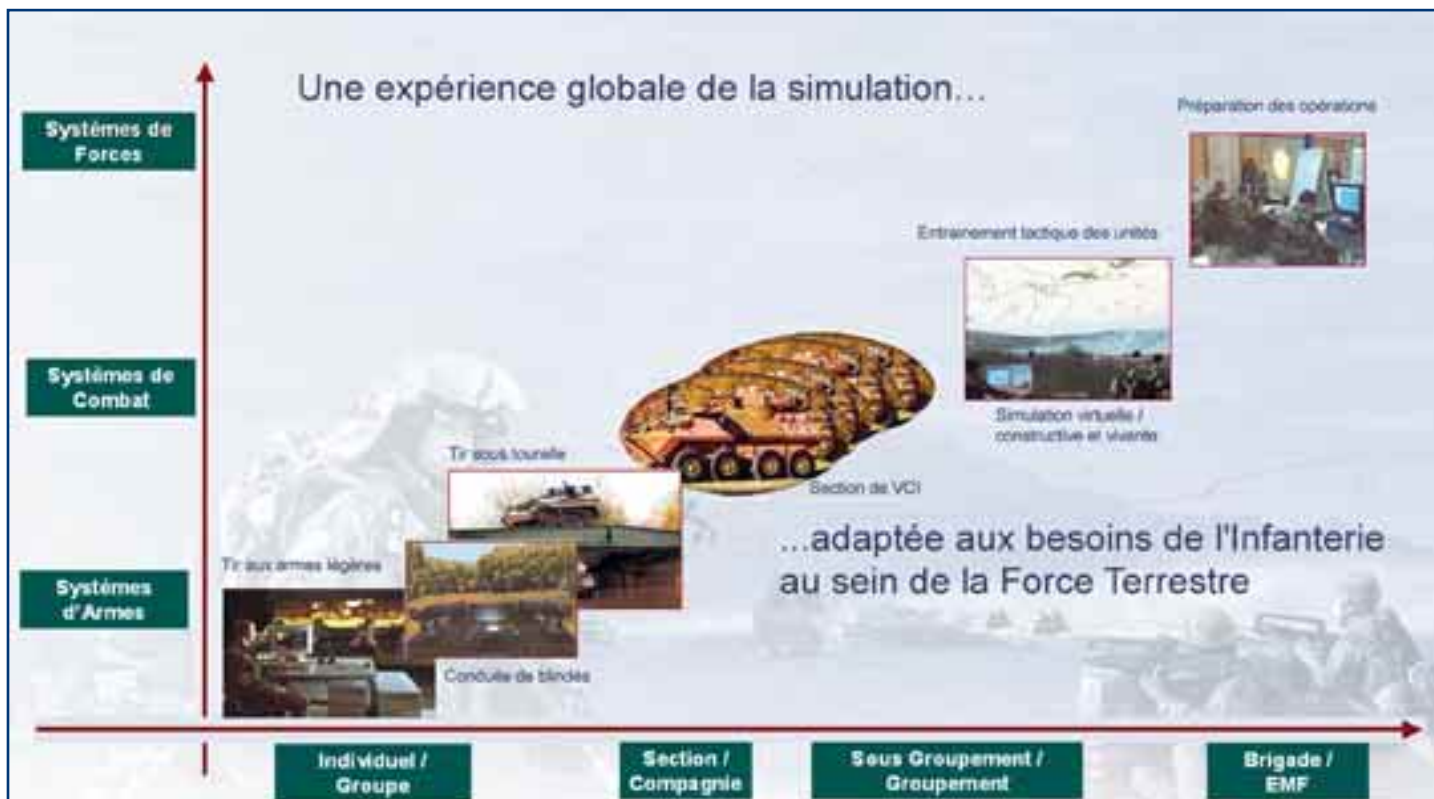 Une expérience globale de la simulation...
Préparation des opérations
Systèmes de
Forces
Entrainement tactique des unités
Systèmes de
Combat
Simulation virtuelle /
constructive et vivante
Tir sous tourelle
Section de VCI
...adaptée aux besoins de l'Infanterie
au sein de la Force Terrestre
Tir aux armes légères
Systèmes
d'Armes
Conduite de blindés
Individuel /
Groupe
Section /
Compagnie
Sous Groupement /
Groupement
Brigade /
EMF